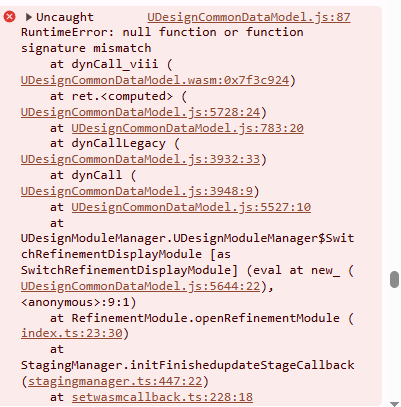 Uncaught UDesignCommonDataModel.js:87
RuntimeError: null function or function
signature mismatch
at dynCall_viii (
UDesignCommonDataModel.wasm:0x7f3c924)
at ret.<computed> (
UDesignCommonDataModel.js:5728:24)
at UDesignCommonDataModel.js:783:20
at dynCallLegacy (
UDesignCommonDataModel.js:3932:33)
at dynCall (
UDesignCommonDataModel.js:3948:9)
at UDesignCommonDataModel.js:5527:10
at
UDesignModuleManager.UDesignModuleManager$Swit
chRefinementDisplayModule [as
SwitchRefinementDisplayModule] (eval at new_ (
UDesignCommonDataModel.js:5644:22),
<anonymous>:9:1)
at RefinementModule.openRefinementModule (
index.ts:23:30)
at
StagingManager.initFinishedupdateStageCallback
(stagingmanager.ts:447:22)
at setwasmcallback.ts:228:18